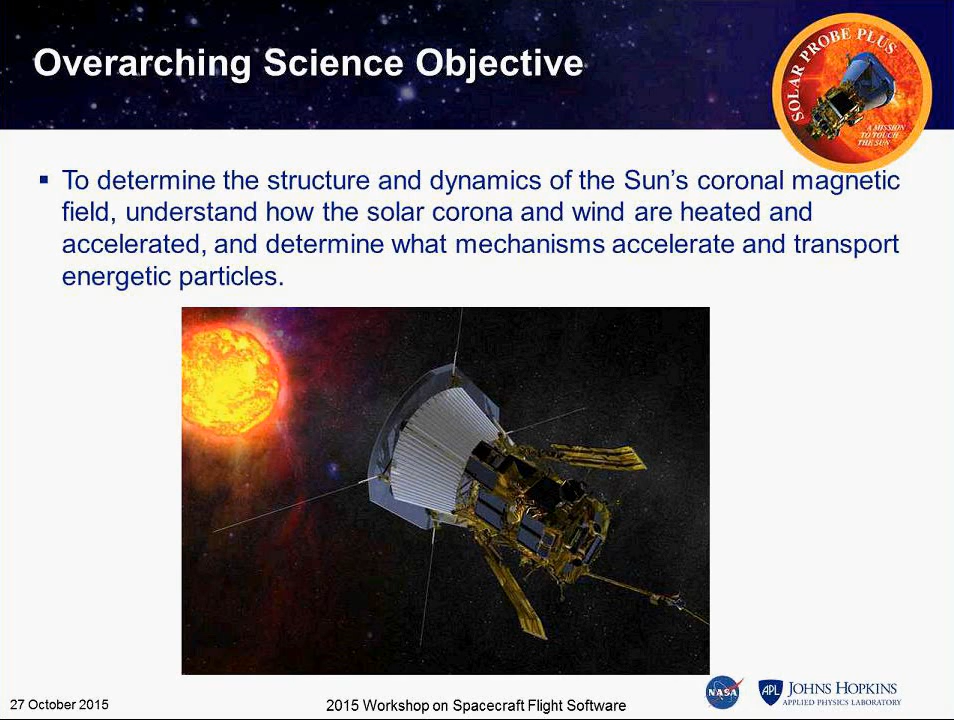 Overarching Science Objective
SOLAR PROBE PLUS
A MISSION
TO TOUCH
THE SUN
▪ To determine the structure and dynamics of the Sun’s coronal magnetic
field, understand how the solar corona and wind are heated and
accelerated, and determine what mechanisms accelerate and transport
energetic particles.
27 October 2015
2015 Workshop on Spacecraft Flight Software
NASA
APL
JOHNS HOPKINS
APPLIED PHYSICS LABORATORY